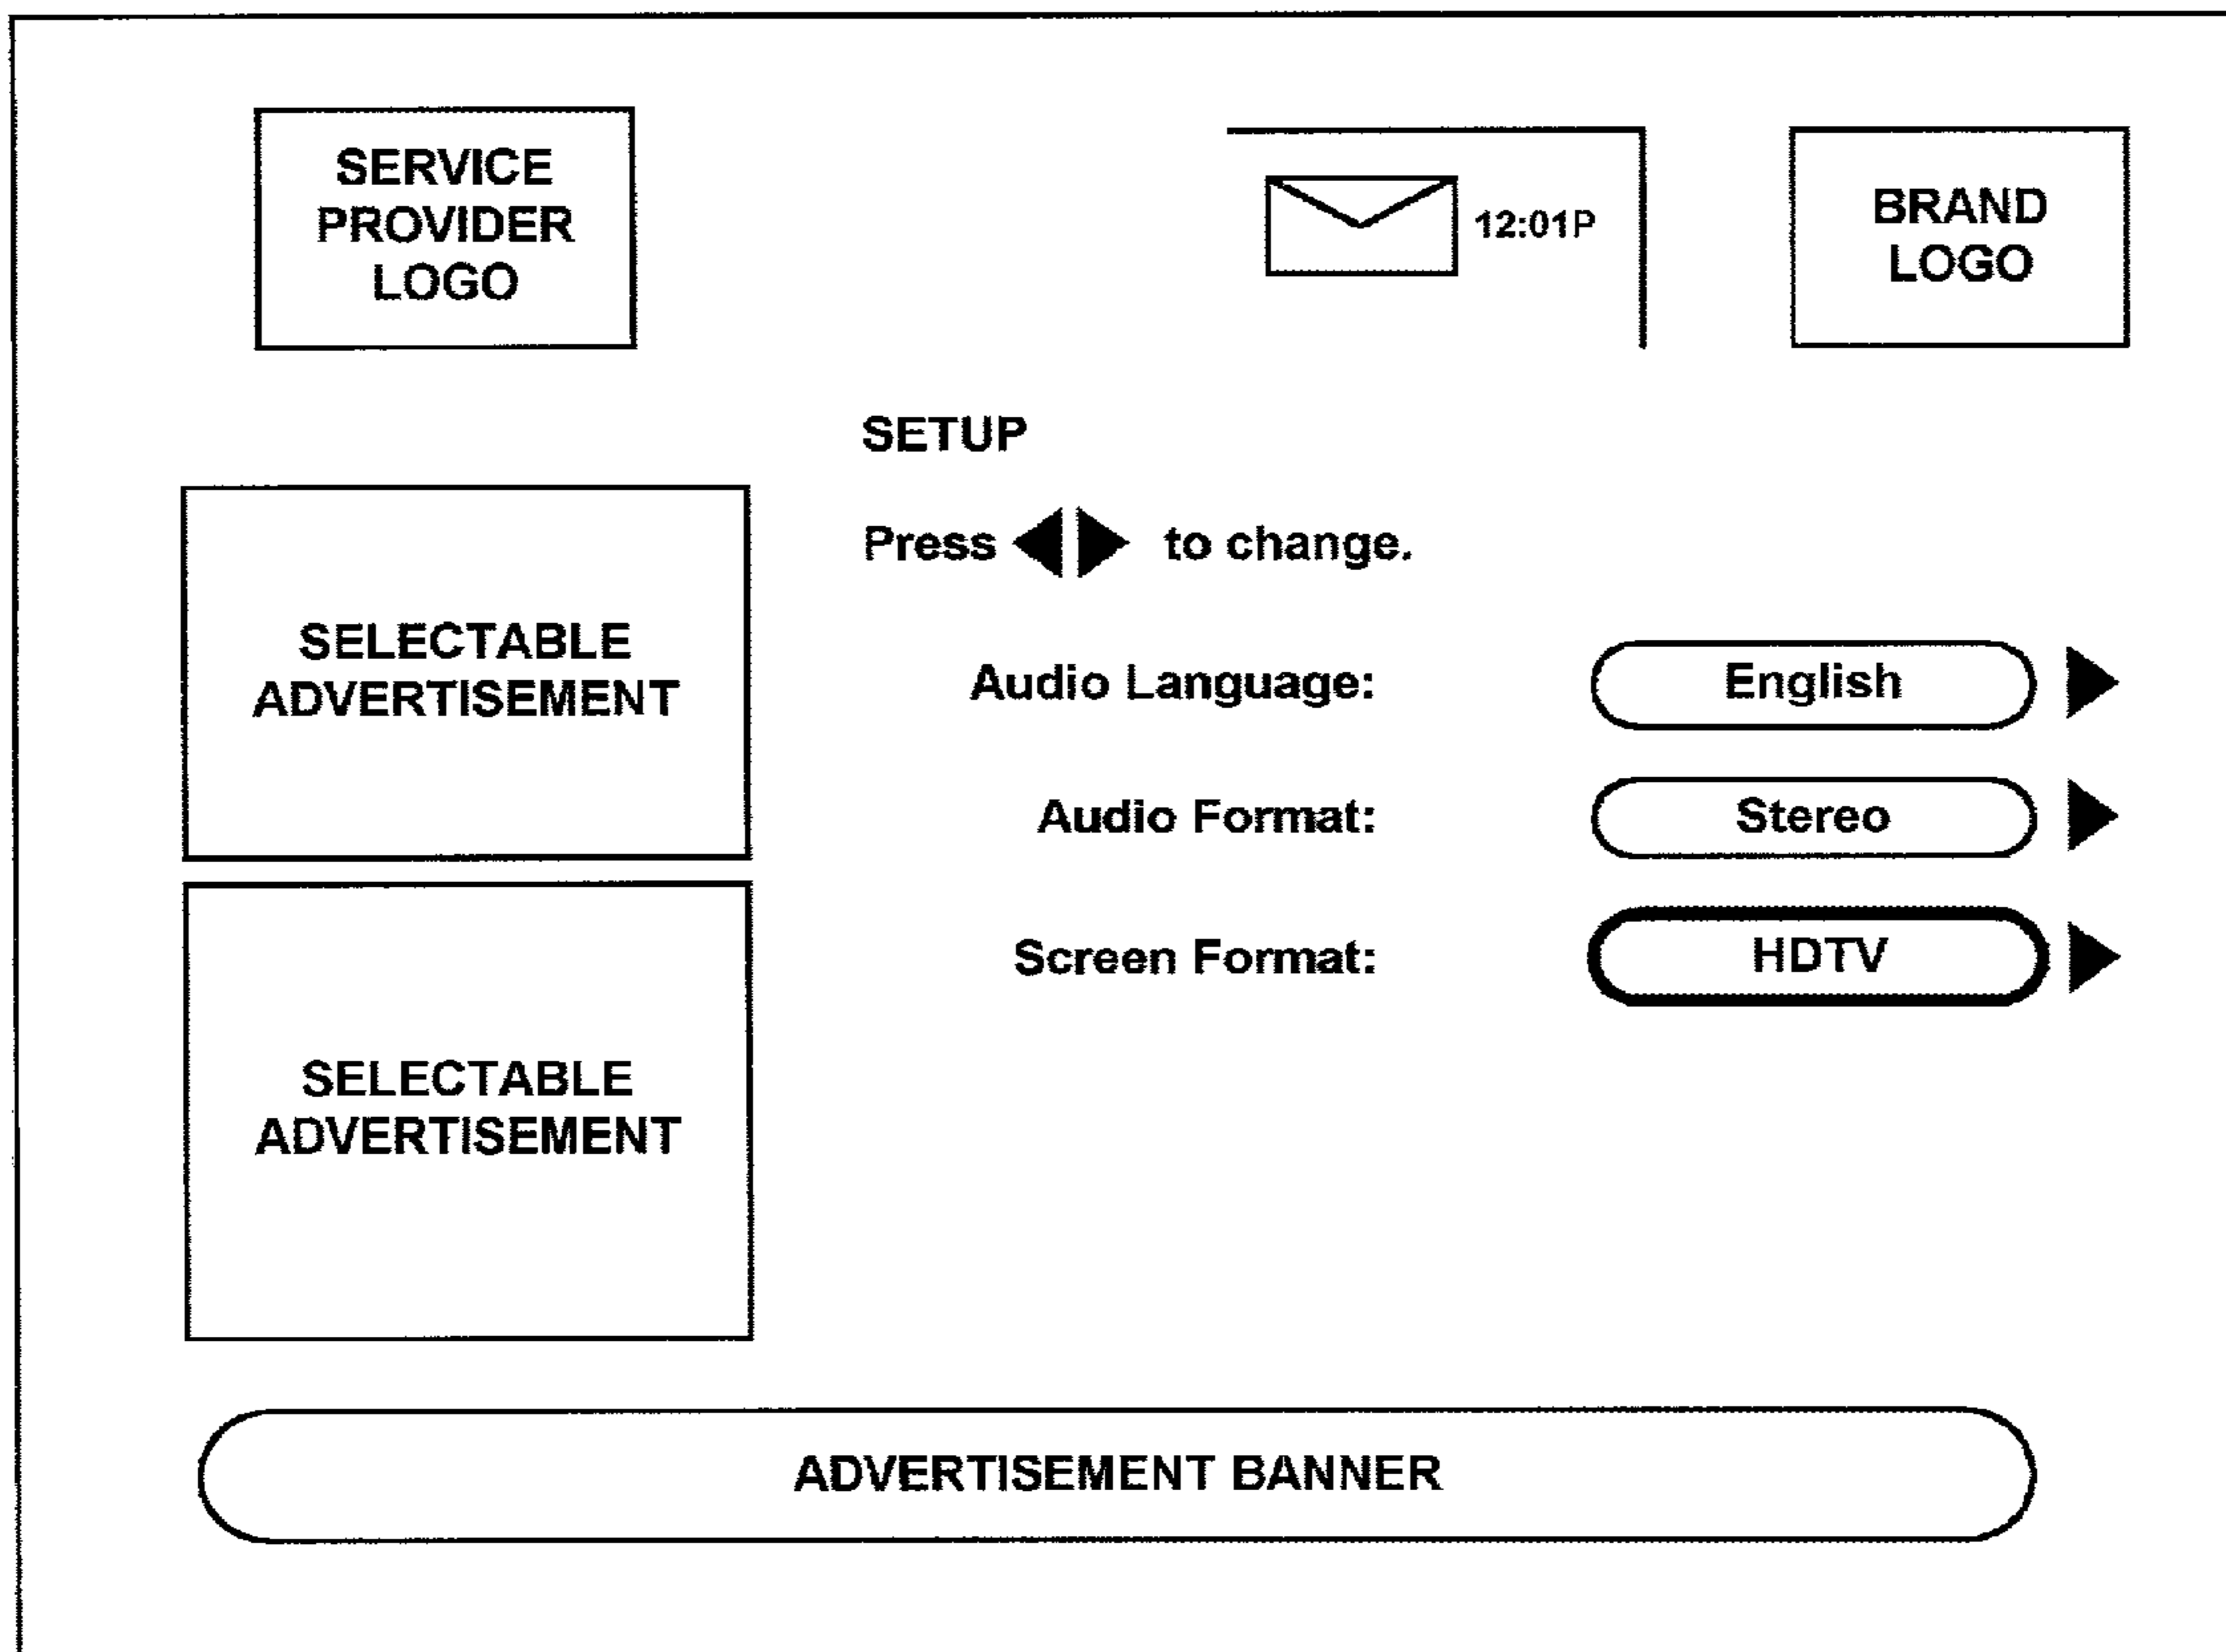 SERVICE
PROVIDER
LOGO
12:01P
BRAND
LOGO
SETUP
Press to change.
SELECTABLE
ADVERTISEMENT
Audio Language: English
Audio Format: Stereo
Screen Format: HDTV
SELECTABLE
ADVERTISEMENT
ADVERTISEMENT BANNER